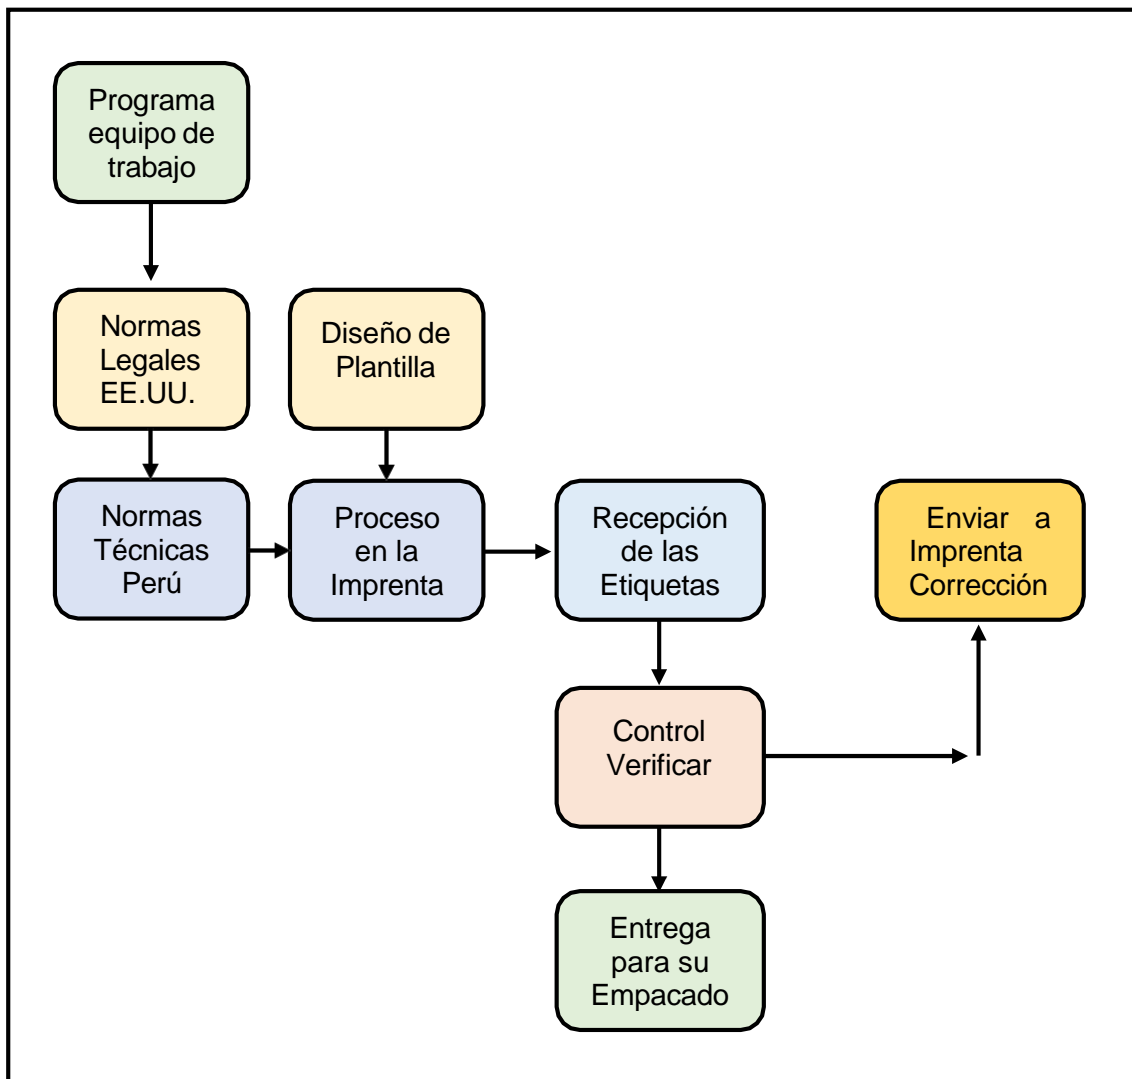 Programa
equipo de
trabajo
Normas
Legales
EE.UU.
Diseño de
Plantilla
Normas
Técnicas
Perú
Proceso
en la
Imprenta
Recepción
de las
Etiquetas
Enviar a
Imprenta
Corrección
Control
Verificar
Entrega
para su
Empacado